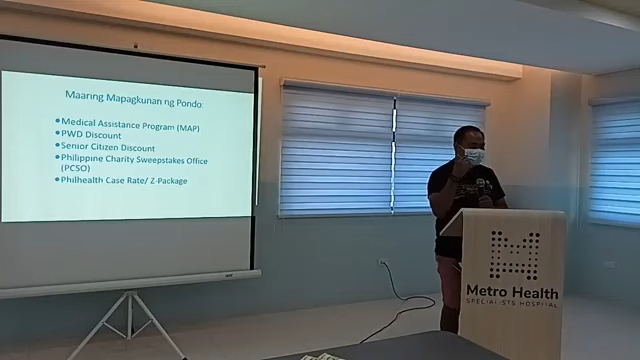 Maaring Mapagkunan ng Pondo
●Medical Assistance Program (MAP)
●PWD Discount
●Senior Citizen Discount
●Philippine Charity Sweepstakes Office
(PCSO)
●Philhealth Case Rate/ Z-Package
Metro Health
SPECIALISTS HOSPITAL